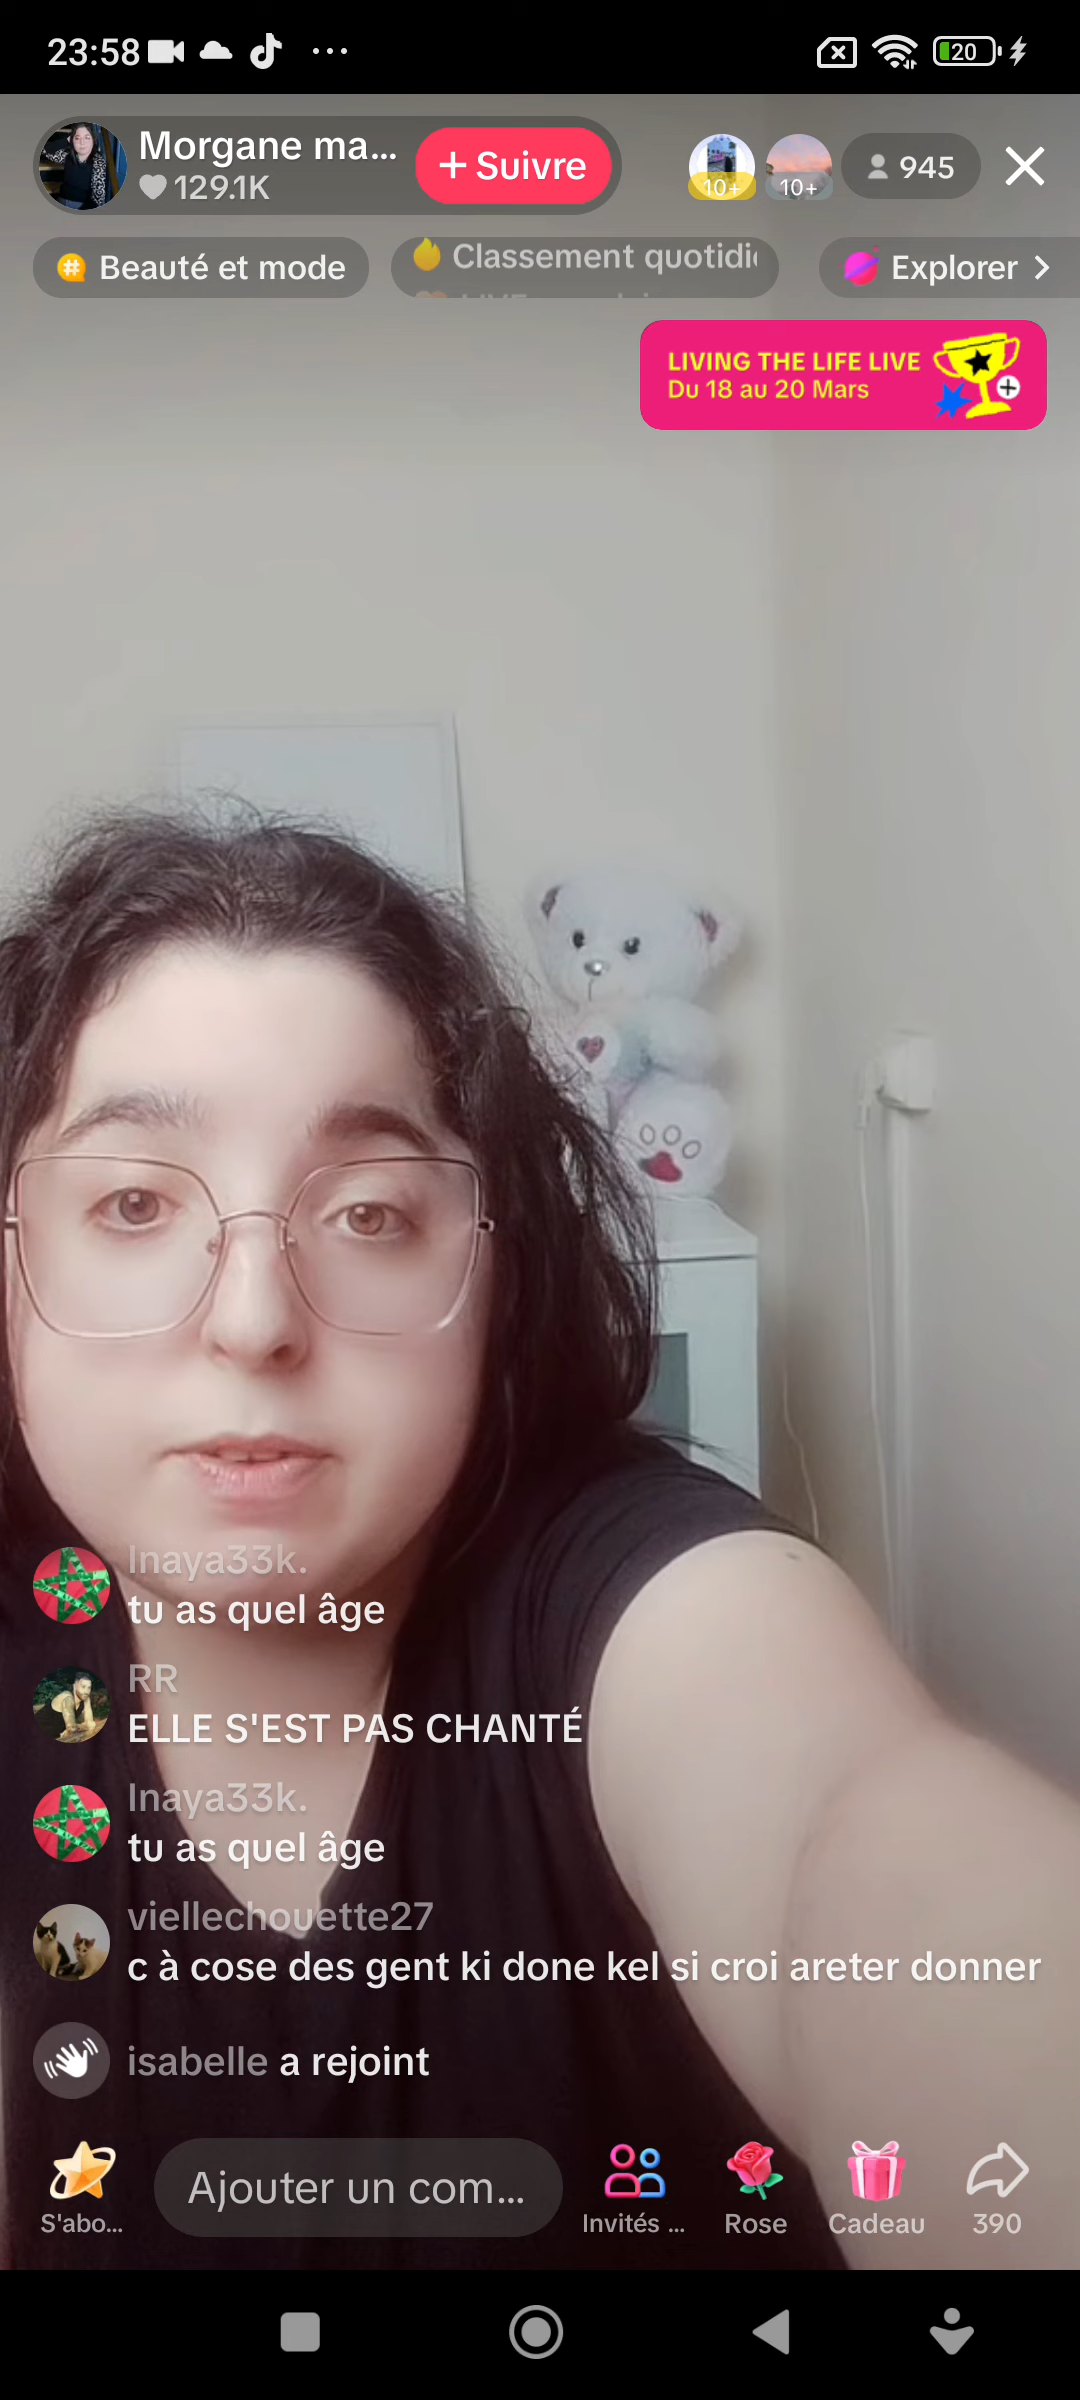 23:58
20
Morgane ma...
129.1K
+ Suivre
10+
10+
945
Beauté et mode
Classement quotidi
Explorer
LIVING THE LIFE LIVE
Du 18 au 20 Mars
Inaya33k.
tu as quel âge
RR
ELLE S'EST PAS CHANTÉ
Inaya33k.
tu as quel âge
viellechouette27
c à cose des gent ki done kel si croi areter donner
isabelle a rejoint
S'abo...
Ajouter un com...
Invités ...
Rose
Cadeau
390